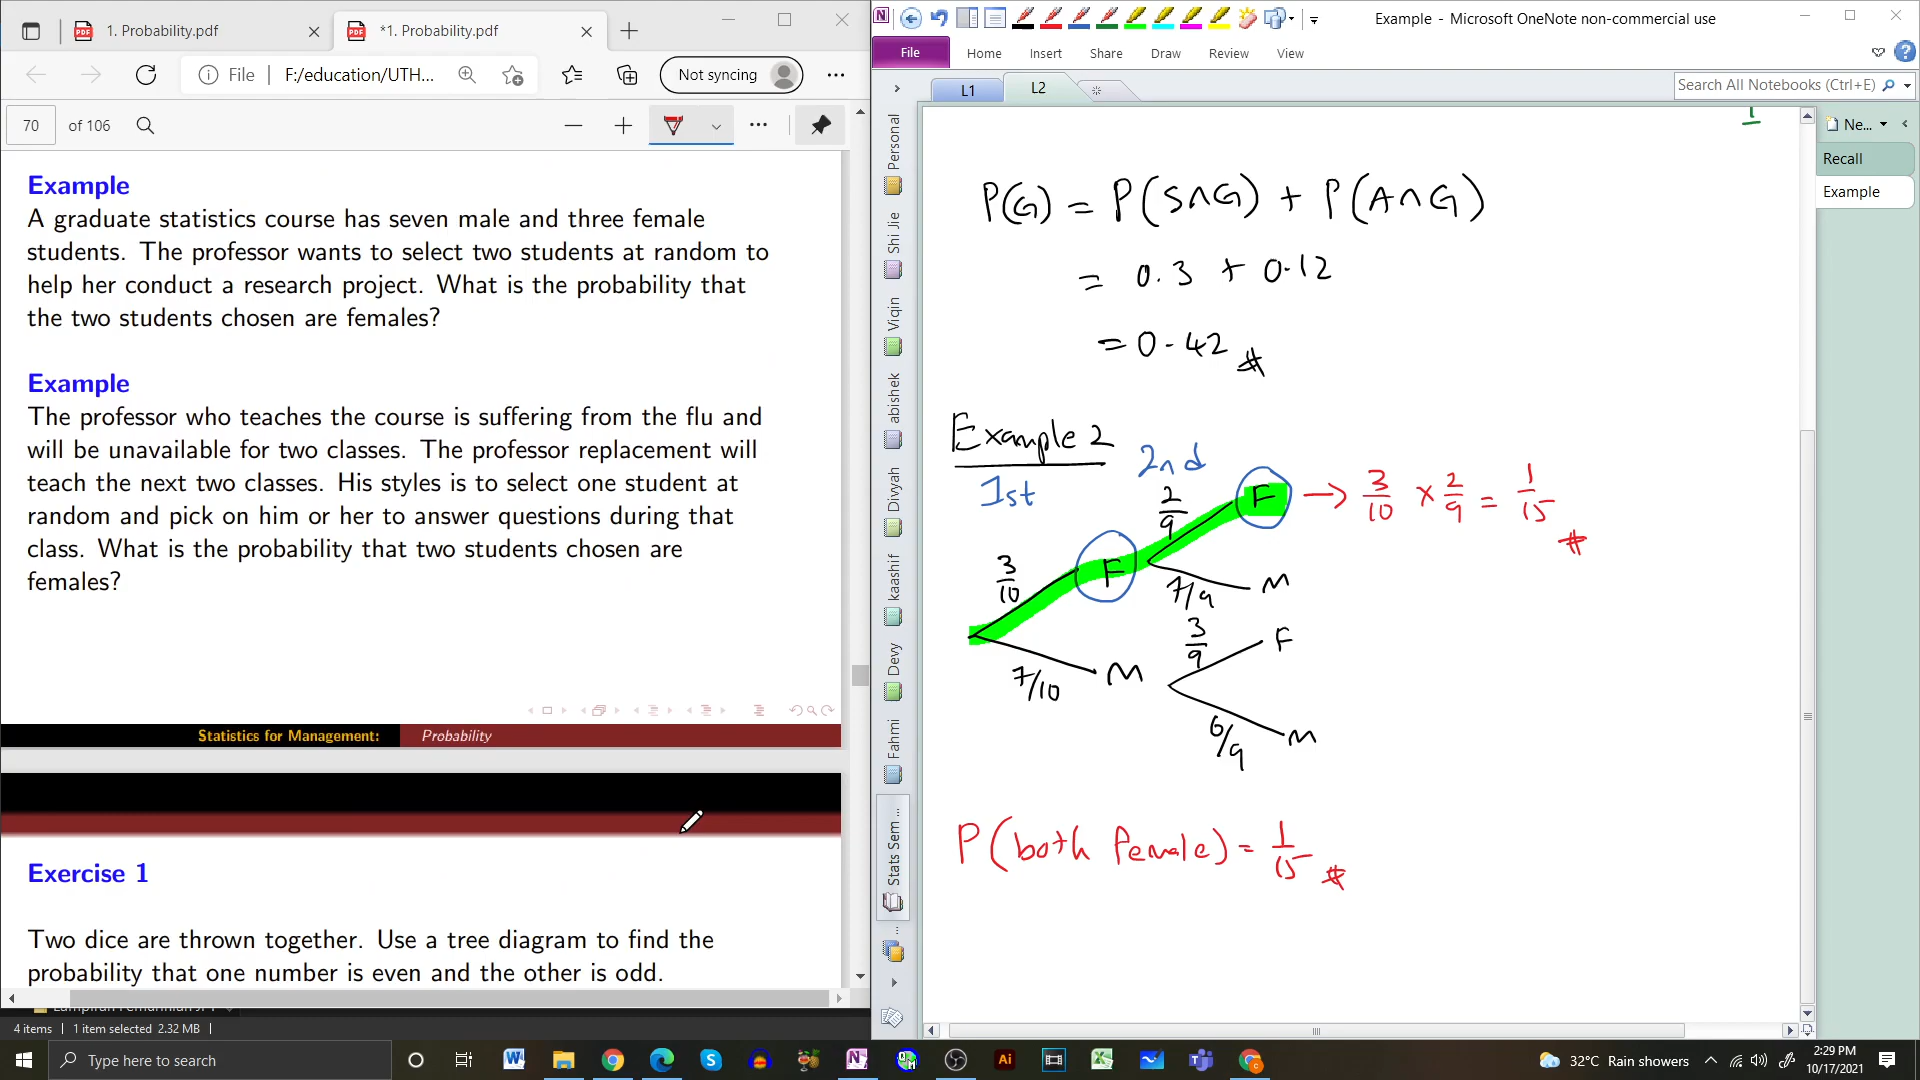 1. Probability.pdf
*1. Probability.pdf
File
F:/education/UTH...
Not syncing
70 of 106
Example
A graduate statistics course has seven male and three female
students. The professor wants to select two students at random to
help her conduct a research project. What is the probability that
the two students chosen are females?
Example
The professor who teaches the course is suffering from the flu and
will be unavailable for two classes. The professor replacement will
teach the next two classes. His styles is to select one student at
random and pick on him or her to answer questions during that
class. What is the probability that two students chosen are
females?
Statistics for Management:
Probability
Exercise 1
Two dice are thrown together. Use a tree diagram to find the
probability that one number is even and the other is odd.
4 items
1 item selected 2.32 MB
Example - Microsoft OneNote non-commercial use
File Home Insert Share Draw Review View
L1
L2
Search All Notebooks (Ctrl+E)
Personal
Shi Jie
Viqin
abishek
Divyah
kaashif
Devy
Fahmi
Stats Sem ...
Ne...
Recall
Example
1
P(G) = P(S∩G) + P(A∩G)
= 0.3 + 0.12
= 0.42
Example 2
1st
2nd
3/10 F
2/9 F → 3/10 × 2/9 = 1/15
7/9 M
7/10 M
3/9 F
6/9 M
P(both female) = 1/15
Type here to search
32°C Rain showers
2:29 PM
10/17/2021